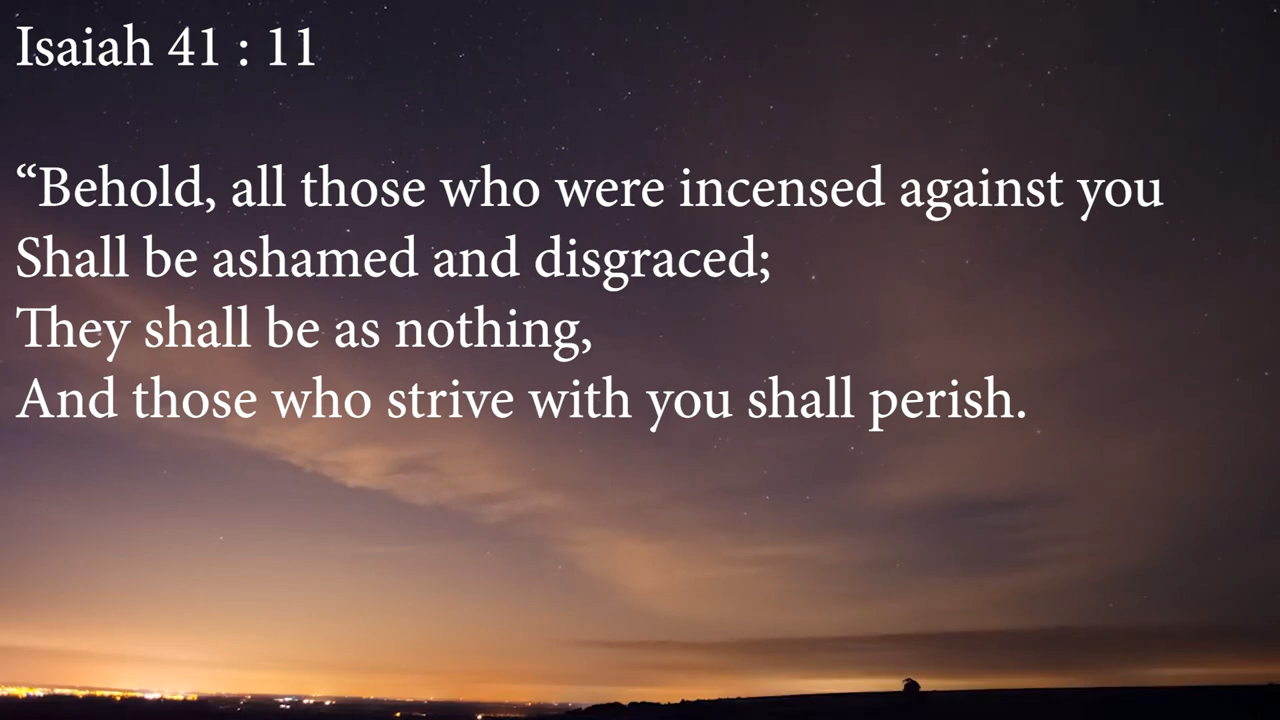 Isaiah 41 : 11
“Behold, all those who were incensed against you
Shall be ashamed and disgraced;
They shall be as nothing,
And those who strive with you shall perish.